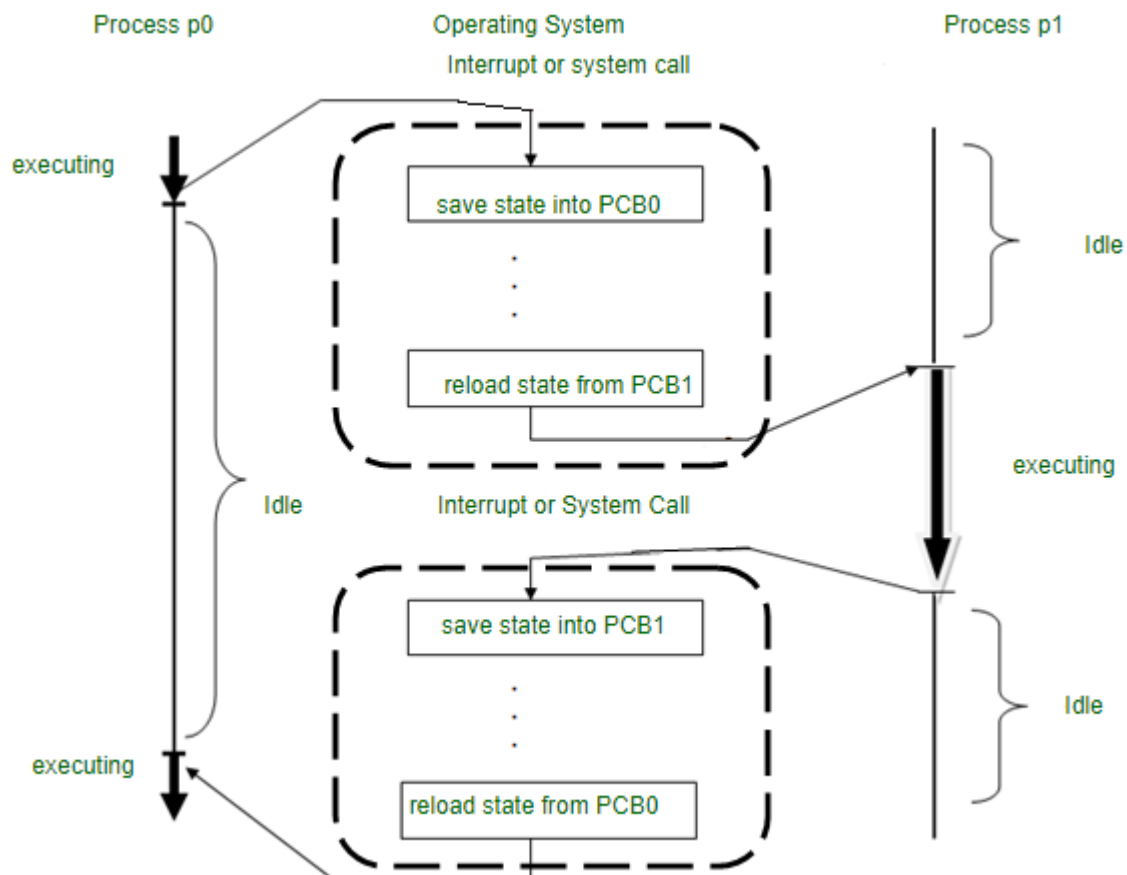 Process p0
Operating System
Process p1
Interrupt or system call
executing
save state into PCB0
Idle
reload state from PCB1
executing
Idle
Interrupt or System Call
save state into PCB1
Idle
executing
reload state from PCB0